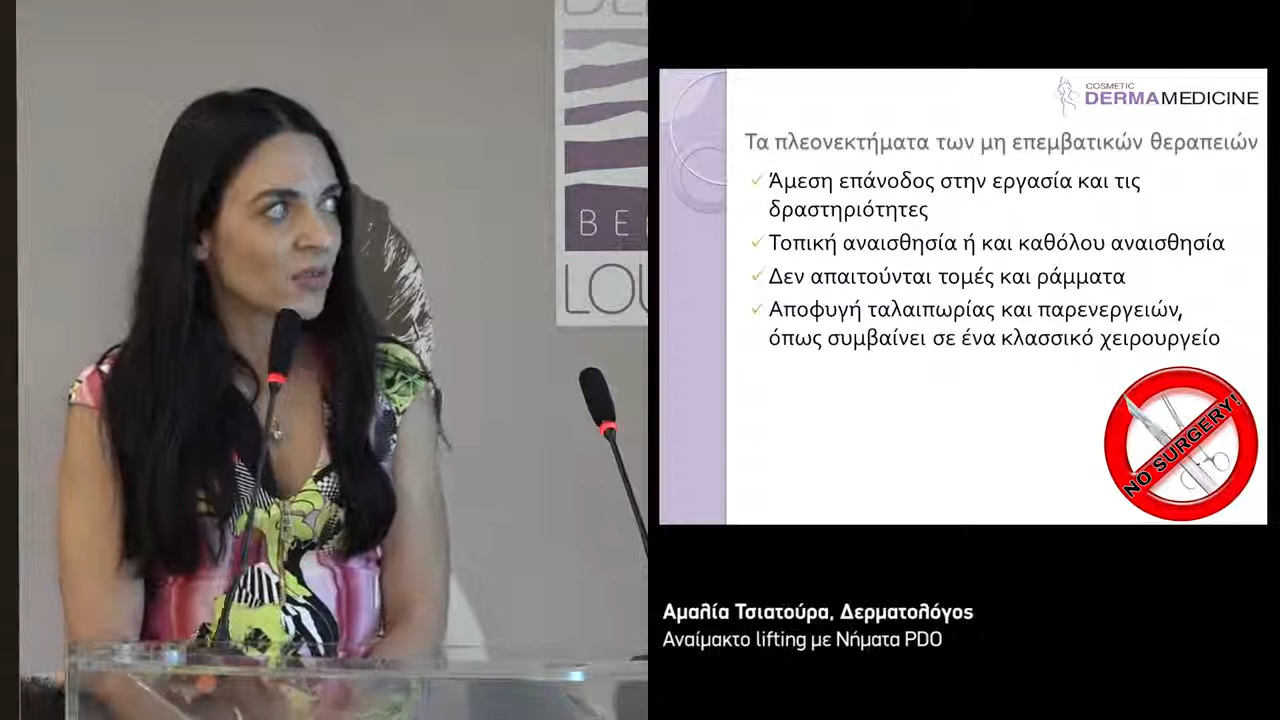 BE
LOU
COSMETIC
DERMAMEDICINE
Τα πλεονεκτήματα των μη επεμβατικών θεραπειών
Άμεση επάνοδος στην εργασία και τις
δραστηριότητες
Τοπική αναισθησία ή και καθόλου αναισθησία
Δεν απαιτούνται τομές και ράμματα
Αποφυγή ταλαιπωρίας και παρενεργειών,
όπως συμβαίνει σε ένα κλασσικό χειρουργείο
NO SURGERY!
Αμαλία Τσιατούρα, Δερματολόγος
Αναίμακτο lifting με Νήματα PDO